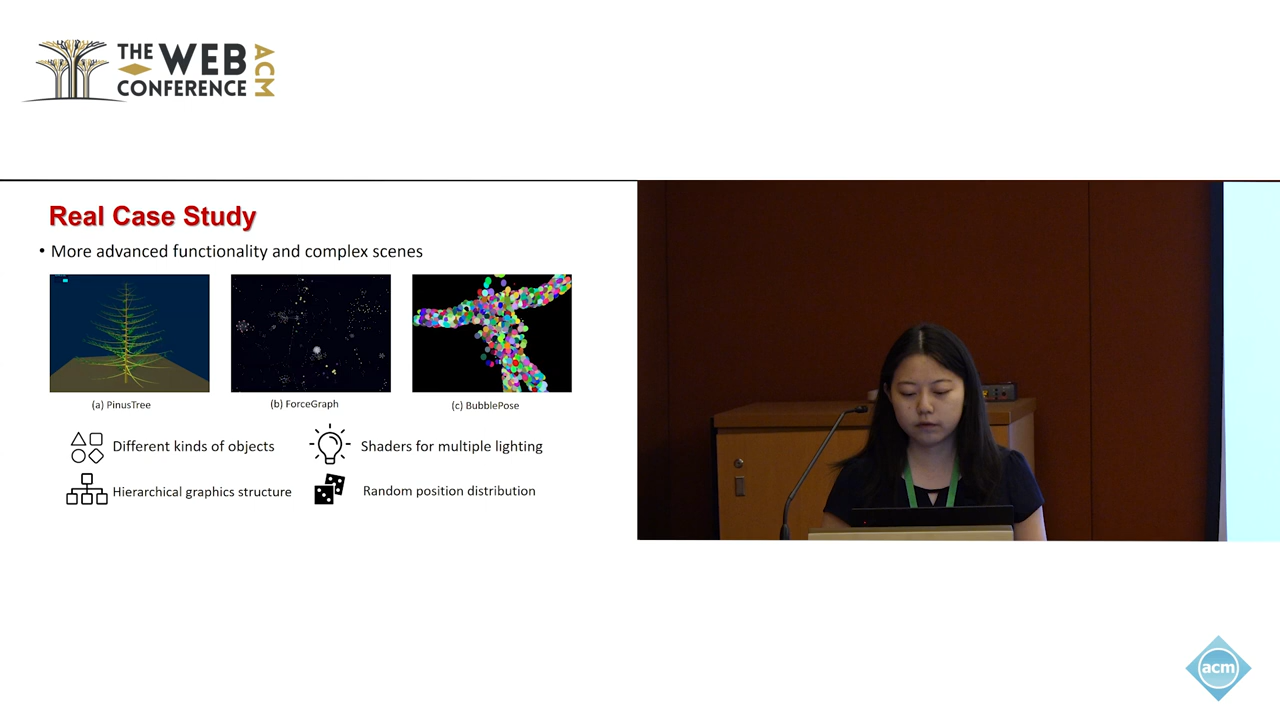 THE WEB
CONFERENCE
ACM
Real Case Study
• More advanced functionality and complex scenes
(a) PinusTree
(b) ForceGraph
(c) BubblePose
Different kinds of objects
Shaders for multiple lighting
Hierarchical graphics structure
Random position distribution
acm